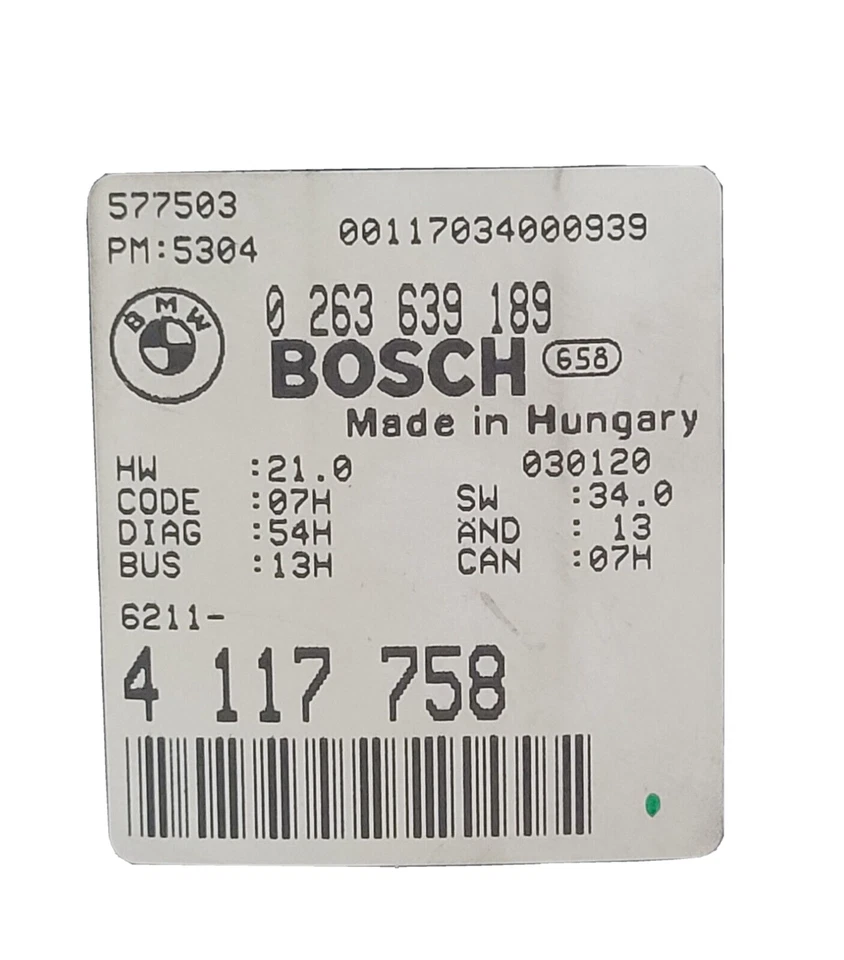 577503
PM:5304
00117034000939
BMW
0 263 639 189
BOSCH 658
Made in Hungary
HW :21.0 030120
CODE :07H SW :34.0
DIAG :54H ÄND : 13
BUS :13H CAN :07H
6211-
4 117 758